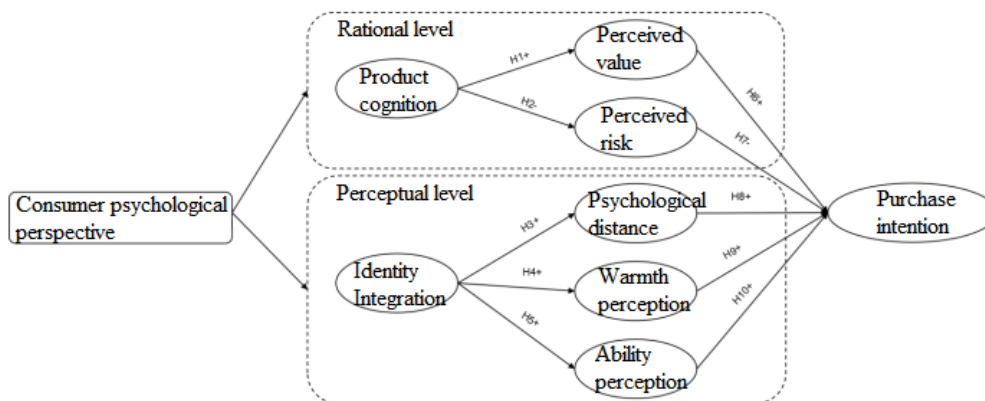 Rational level
Product
cognition
H1+
H2-
Perceived
value
Perceived
risk
H6+
H7-
Consumer psychological
perspective
Perceptual level
Identity
Integration
H3+
H4+
H5+
Psychological
distance
Warmth
perception
Ability
perception
H8+
H9+
H10+
Purchase
intention